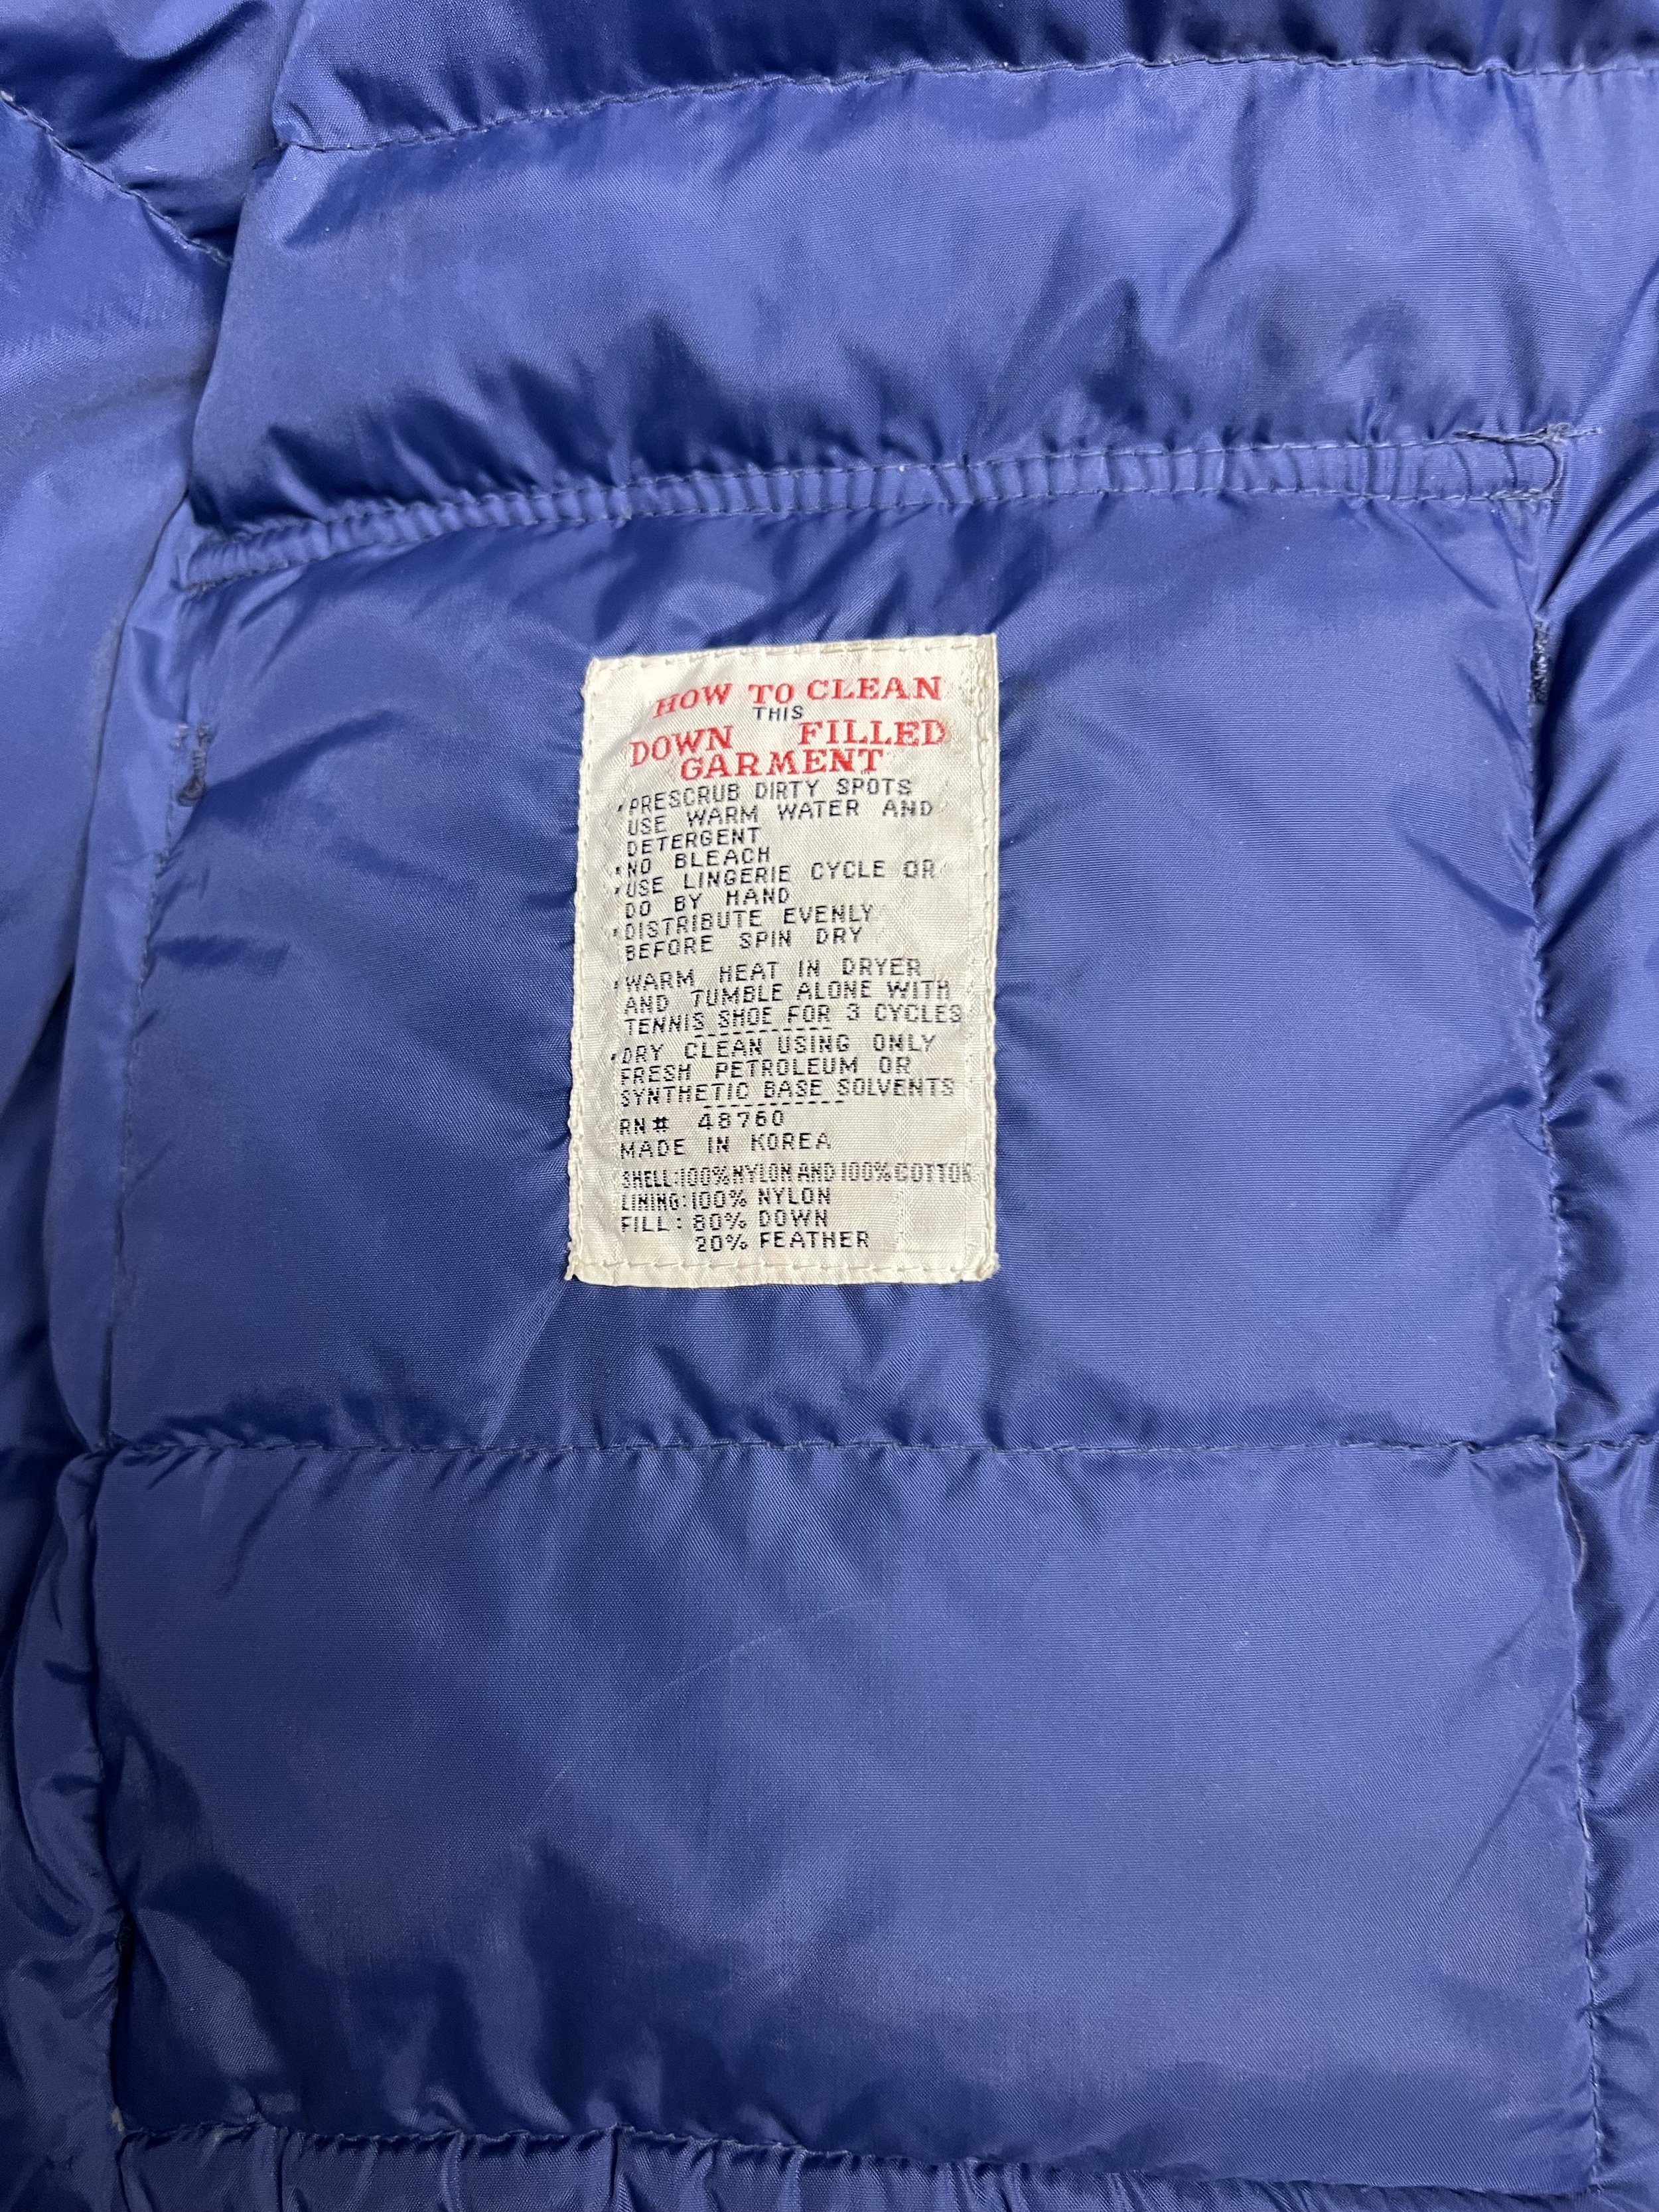 HOW TO CLEAN
THIS
DOWN FILLED
GARMENT
PRESCRUB DIRTY SPOTS
USE WARM WATER AND
DETERGENT
NO BLEACH
USE LINGERIE CYCLE OR
DO BY HAND
DISTRIBUTE EVENLY
BEFORE SPIN DRY
WARM HEAT IN DRYER
AND TUMBLE ALONE WITH
TENNIS SHOE FOR 3 CYCLES
DRY CLEAN USING ONLY
FRESH PETROLEUM OR
SYNTHETIC BASE SOLVENTS
RN# 48760
MADE IN KOREA
SHELL:100%NYLON AND 100%COTTON
LINING:100% NYLON
FILL: 80% DOWN
20% FEATHER